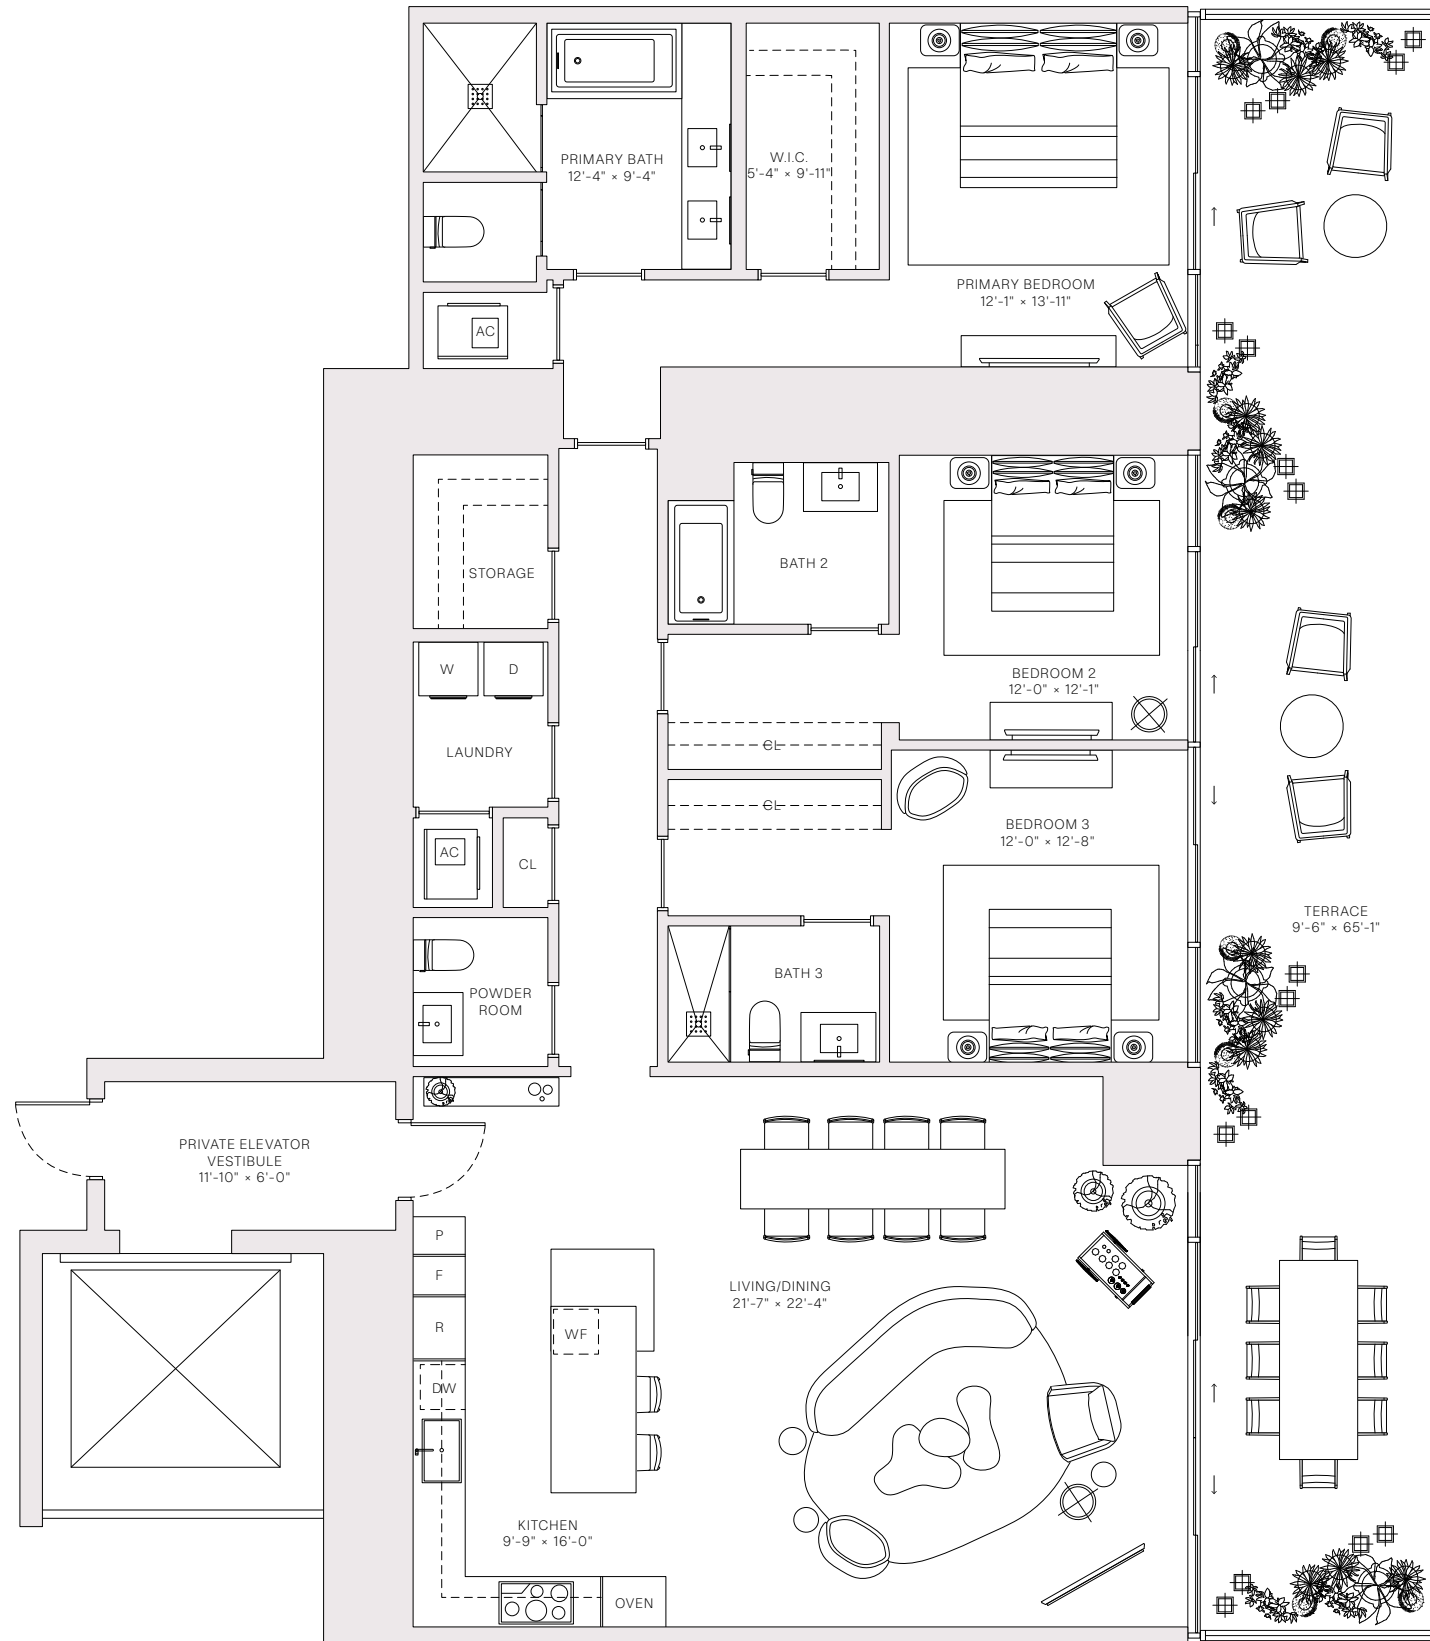 PRIMARY BATH
12'-4" × 9'-4"
W.I.C.
5'-4" × 9'-11"
PRIMARY BEDROOM
12'-1" × 13'-11"
AC
STORAGE
BATH 2
BEDROOM 2
12'-0" × 12'-1"
W
D
LAUNDRY
CL
CL
BEDROOM 3
12'-0" × 12'-8"
AC
CL
TERRACE
9'-6" × 65'-1"
POWDER
ROOM
BATH 3
PRIVATE ELEVATOR
VESTIBULE
11'-10" × 6'-0"
P
F
R
DW
WF
LIVING/DINING
21'-7" × 22'-4"
KITCHEN
9'-9" × 16'-0"
OVEN